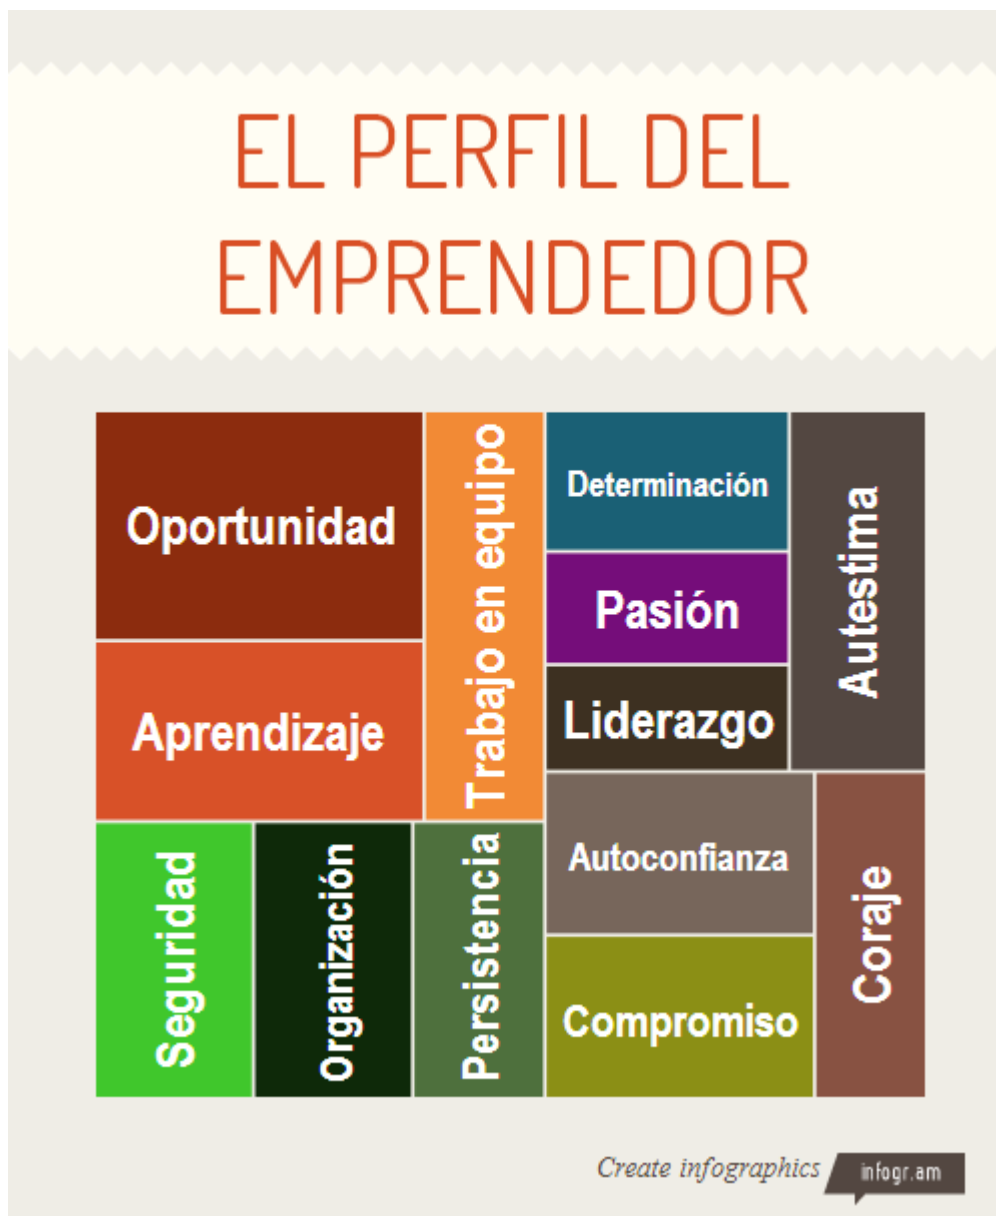 EL PERFIL DEL
EMPRENDEDOR
Oportunidad
Aprendizaje
Trabajo en equipo
Determinación
Pasión
Liderazgo
Autestima
Seguridad
Organización
Persistencia
Autoconfianza
Compromiso
Coraje
Create infographics
infogr.am